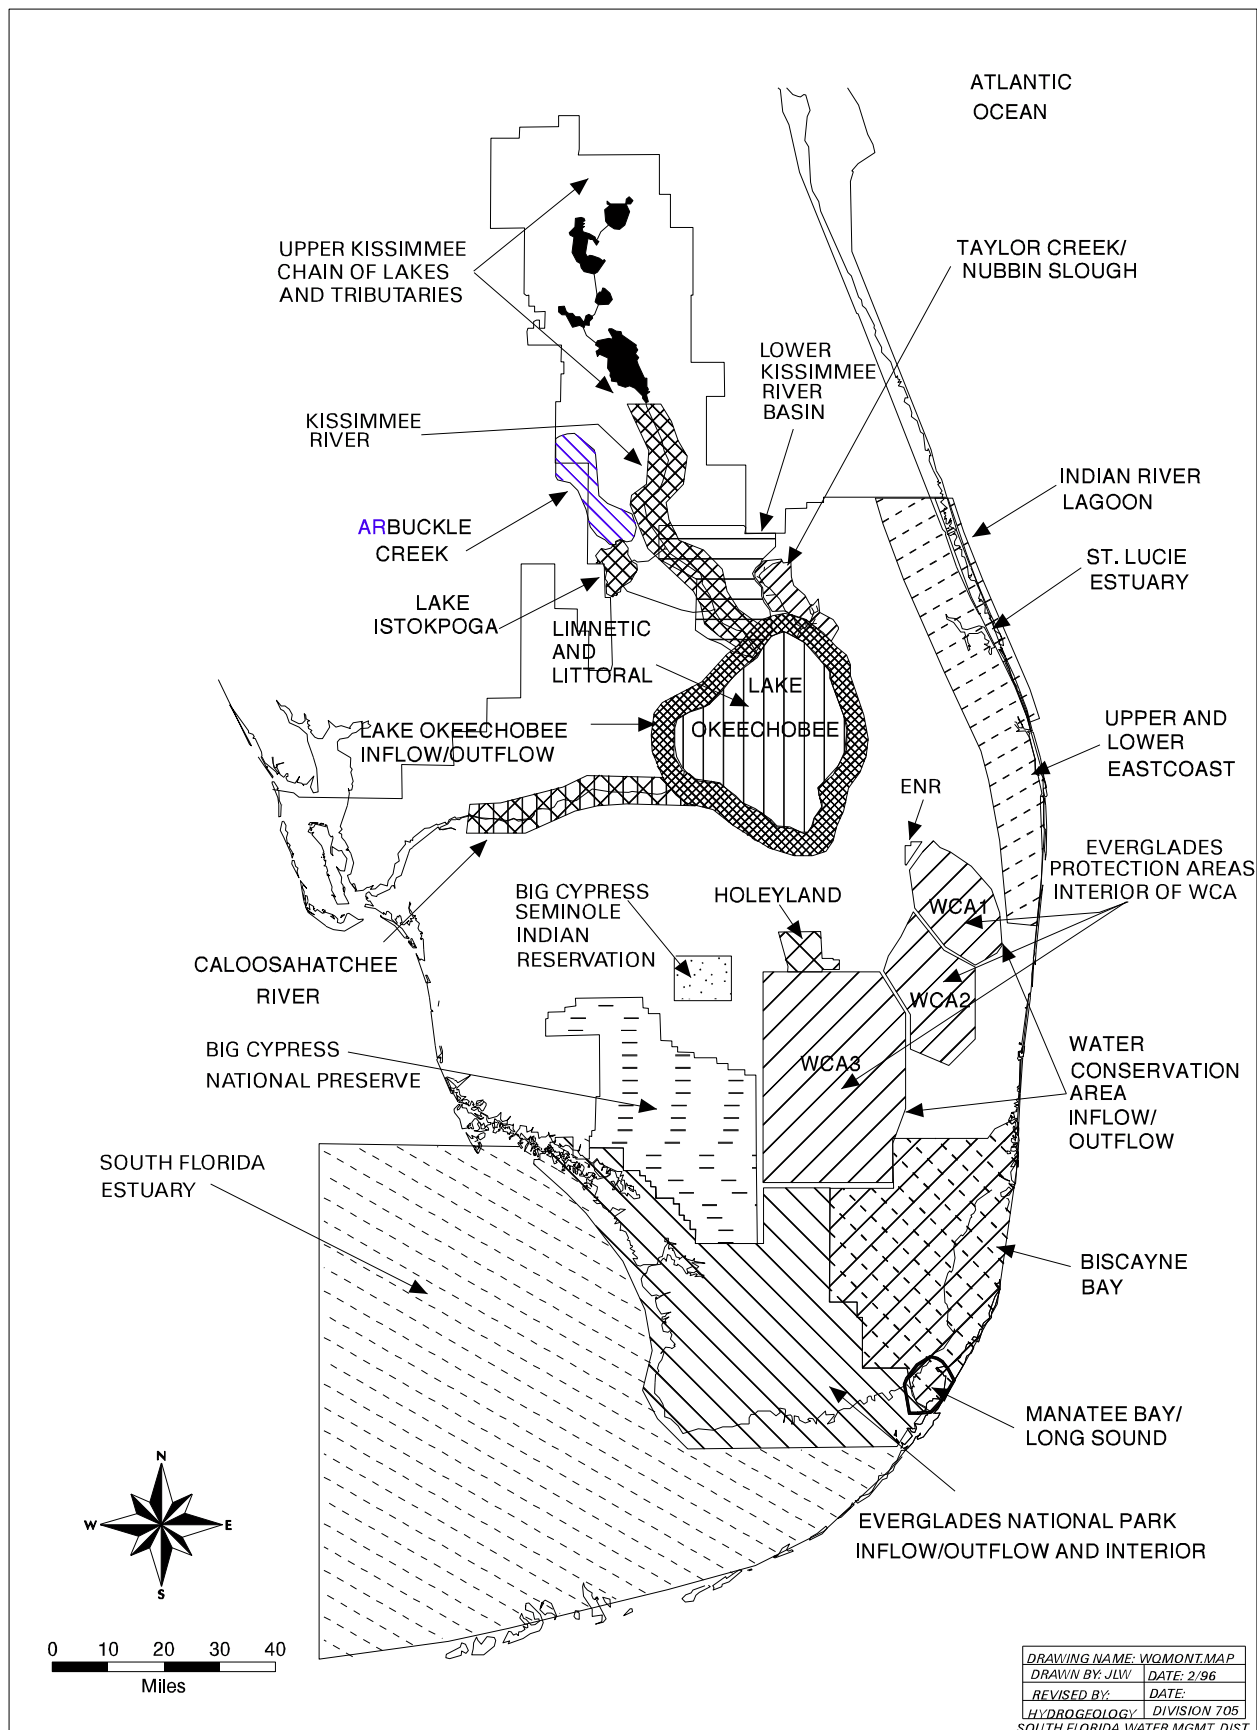 ATLANTIC
OCEAN
UPPER KISSIMMEE
CHAIN OF LAKES
AND TRIBUTARIES
TAYLOR CREEK/
NUBBIN SLOUGH
LOWER
KISSIMMEE
RIVER
BASIN
KISSIMMEE
RIVER
INDIAN RIVER
LAGOON
ARBUCKLE
CREEK
ST. LUCIE
ESTUARY
LAKE
ISTOKPOGA
LIMNETIC
AND
LITTORAL
LAKE
OKEECHOBEE
LAKE OKEECHOBEE
INFLOW/OUTFLOW
UPPER AND
LOWER
EASTCOAST
ENR
EVERGLADES
PROTECTION AREAS
INTERIOR OF WCA
BIG CYPRESS
SEMINOLE
INDIAN
RESERVATION
HOLEYLAND
WCA1
WCA2
WCA3
CALOOSAHATCHEE
RIVER
BIG CYPRESS
NATIONAL PRESERVE
WATER
CONSERVATION
AREA
INFLOW/
OUTFLOW
SOUTH FLORIDA
ESTUARY
BISCAYNE
BAY
MANATEE BAY/
LONG SOUND
EVERGLADES NATIONAL PARK
INFLOW/OUTFLOW AND INTERIOR
N
W E
S
0 10 20 30 40
Miles
DRAWING NAME: WQMONT.MAP
DRAWN BY: JLW DATE: 2/96
REVISED BY: DATE:
HYDROGEOLOGY DIVISION 705
SOUTH FLORIDA WATER MGMT. DIST.